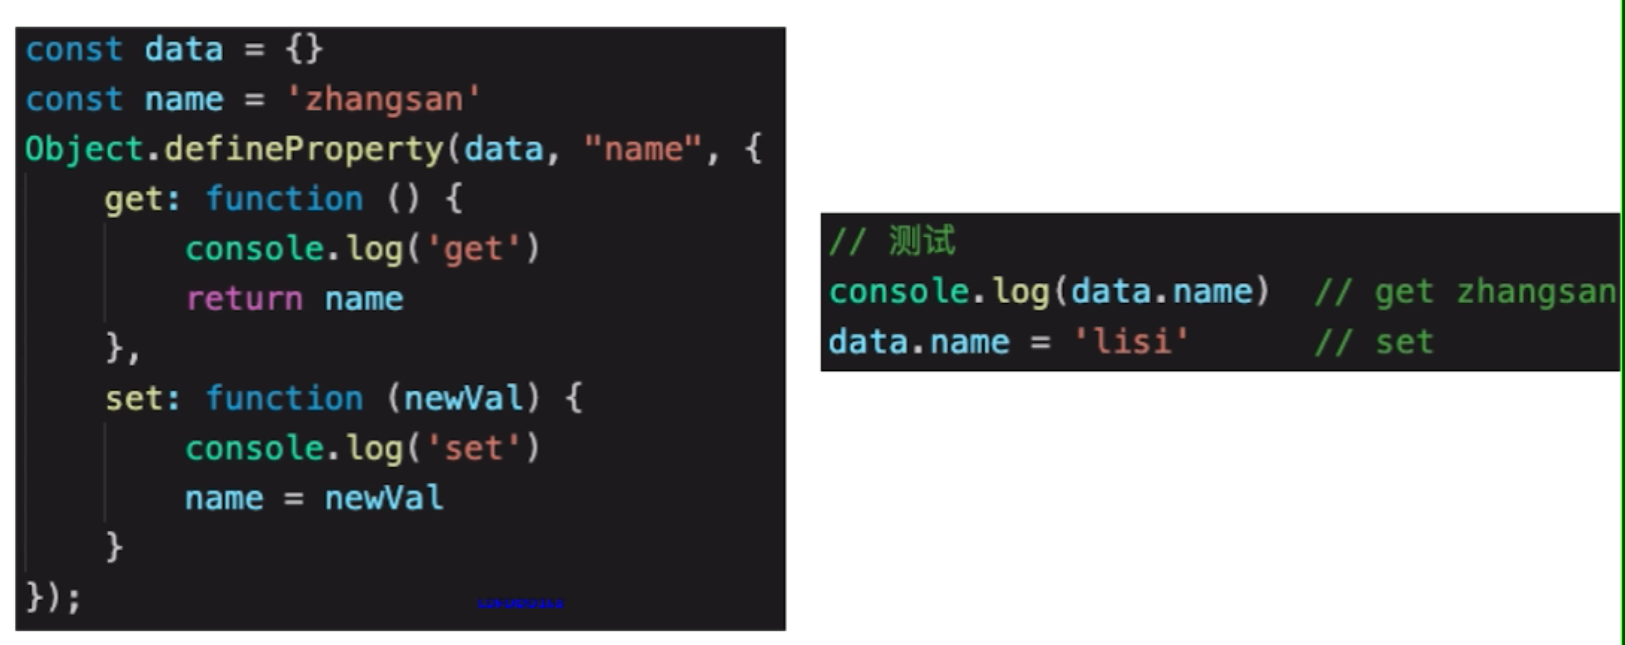 const data = {}
const name = 'zhangsan'
Object.defineProperty(data, "name", {
    get: function () {
        console.log('get')
        return name
    },
    set: function (newVal) {
        console.log('set')
        name = newVal
    }
});
// 测试
console.log(data.name)  // get zhangsan
data.name = 'lisi'      // set